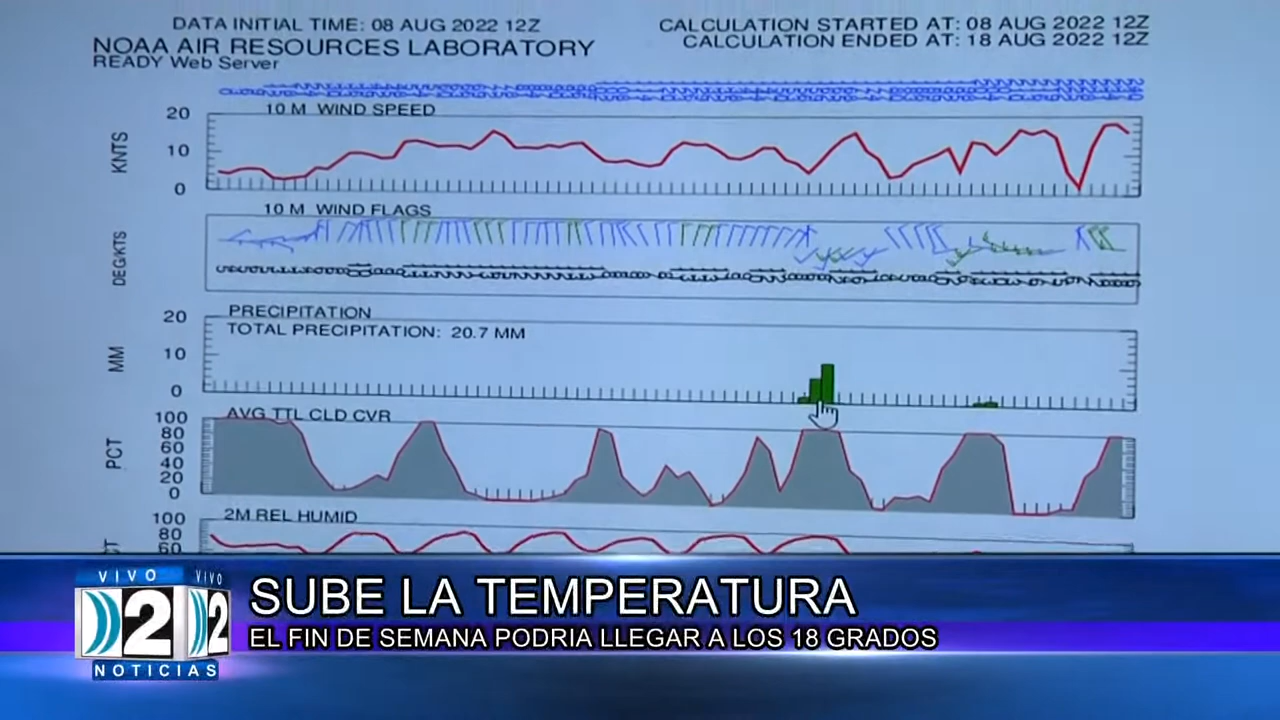 DATA INITIAL TIME: 08 AUG 2022 12Z
CALCULATION STARTED AT: 08 AUG 2022 12Z
NOAA AIR RESOURCES LABORATORY
CALCULATION ENDED AT: 18 AUG 2022 12Z
READY Web Server
10 M WIND SPEED
20
10
0
KNTS
10 M WIND FLAGS
DEG/KTS
PRECIPITATION
TOTAL PRECIPITATION: 20.7 MM
20
10
0
MM
AVG TTL CLD CVR
100
80
60
40
20
0
PCT
2M REL HUMID
100
80
60
VIVO
VIVO
2
2
NOTICIAS
SUBE LA TEMPERATURA
EL FIN DE SEMANA PODRIA LLEGAR A LOS 18 GRADOS